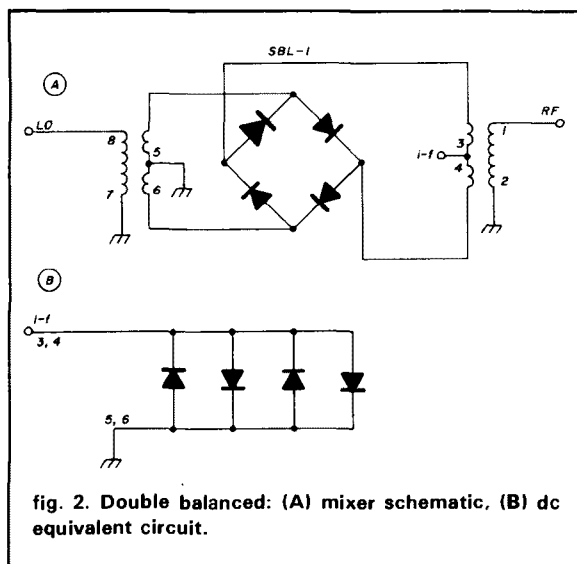 SBL-1
A
LO
8
7
5
6
3
4
i-f
1
2
RF
B
i-f
3, 4
5, 6
fig. 2. Double balanced: (A) mixer schematic, (B) dc
equivalent circuit.